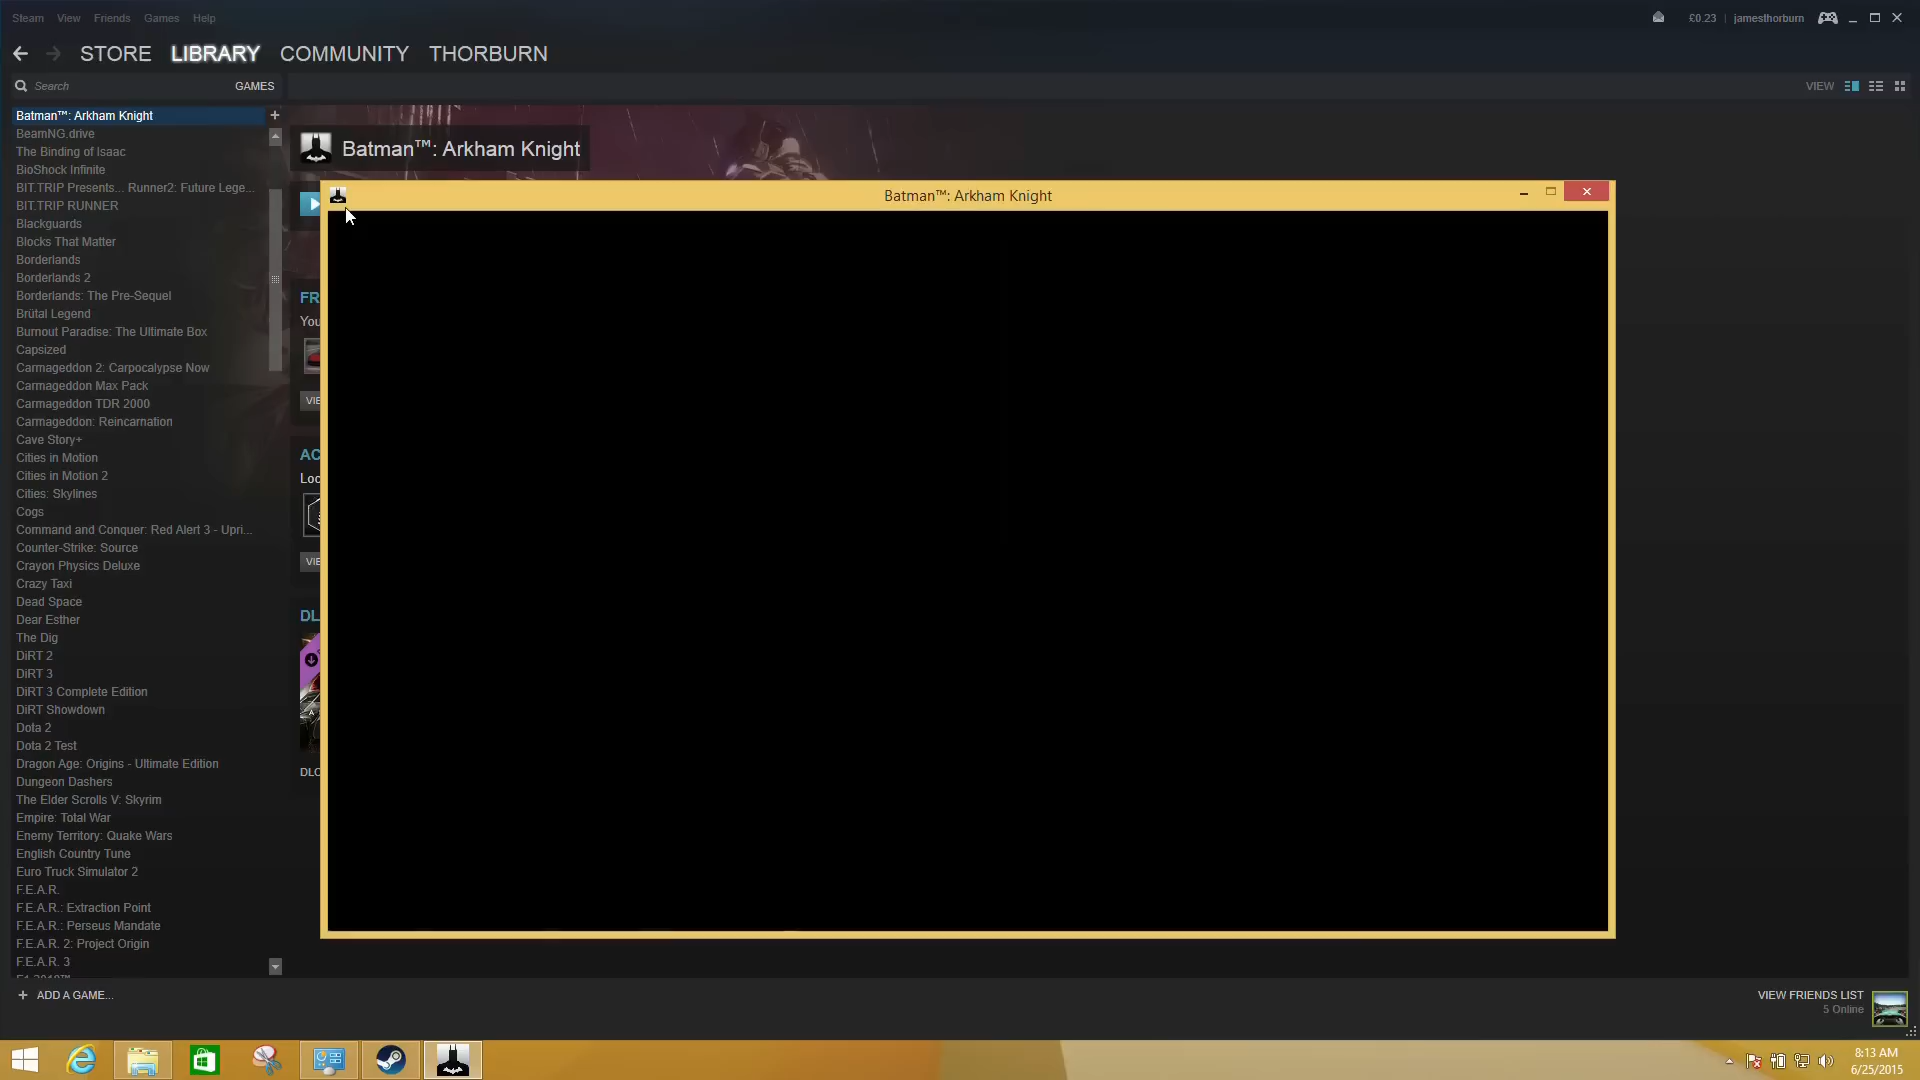 Steam View Friends Games Help
£0.23 | jamesthorburn
STORE LIBRARY COMMUNITY THORBURN
Search GAMES
VIEW
Batman™: Arkham Knight
BeamNG.drive
The Binding of Isaac
BioShock Infinite
BIT.TRIP Presents... Runner2: Future Lege...
BIT.TRIP RUNNER
Blackguards
Blocks That Matter
Borderlands
Borderlands 2
Borderlands: The Pre-Sequel
Brütal Legend
Burnout Paradise: The Ultimate Box
Capsized
Carmageddon 2: Carpocalypse Now
Carmageddon Max Pack
Carmageddon TDR 2000
Carmageddon: Reincarnation
Cave Story+
Cities in Motion
Cities in Motion 2
Cities: Skylines
Cogs
Command and Conquer: Red Alert 3 - Upri...
Counter-Strike: Source
Crayon Physics Deluxe
Crazy Taxi
Dead Space
Dear Esther
The Dig
DiRT 2
DiRT 3
DiRT 3 Complete Edition
DiRT Showdown
Dota 2
Dota 2 Test
Dragon Age: Origins - Ultimate Edition
Dungeon Dashers
The Elder Scrolls V: Skyrim
Empire: Total War
Enemy Territory: Quake Wars
English Country Tune
Euro Truck Simulator 2
F.E.A.R.
F.E.A.R.: Extraction Point
F.E.A.R.: Perseus Mandate
F.E.A.R. 2: Project Origin
F.E.A.R. 3
+ ADD A GAME...
Batman™: Arkham Knight
Batman™: Arkham Knight
FR
You
VIE
AC
Loc
VIE
DL
DLC
VIEW FRIENDS LIST
5 Online
8:13 AM
6/25/2015